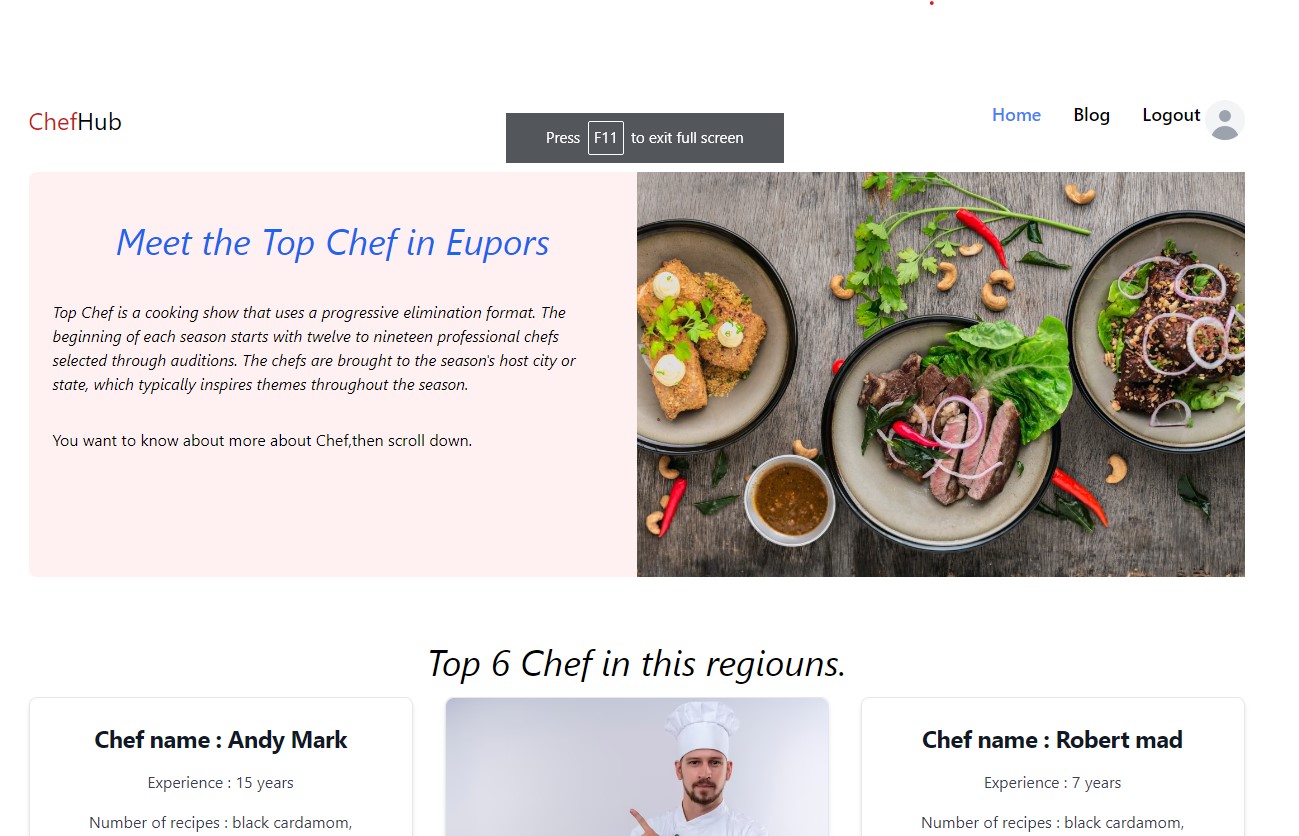 ChefHub
Home Blog Logout
Press F11 to exit full screen
Meet the Top Chef in Eupors
Top Chef is a cooking show that uses a progressive elimination format. The
beginning of each season starts with twelve to nineteen professional chefs
selected through auditions. The chefs are brought to the season's host city or
state, which typically inspires themes throughout the season.
You want to know about more about Chef,then scroll down.
Top 6 Chef in this regiouns.
Chef name : Andy Mark
Experience : 15 years
Number of recipes : black cardamom,
Chef name : Robert mad
Experience : 7 years
Number of recipes : black cardamom,